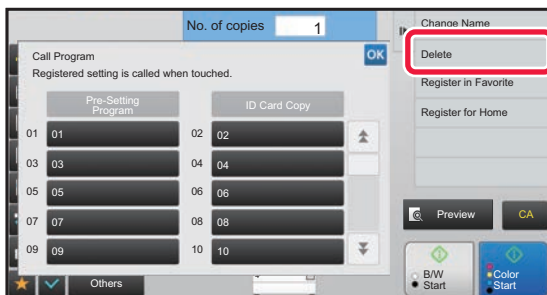 No. of copies 1
Change Name
Call Program
OK
Delete
Registered setting is called when touched.
Register in Favorite
Pre-Setting
Program
ID Card Copy
Register for Home
01 01 02 02
03 03 04 04
05 05 06 06
07 07 08 08
Preview CA
09 09 10 10
B/W
Start
Color
Start
Others